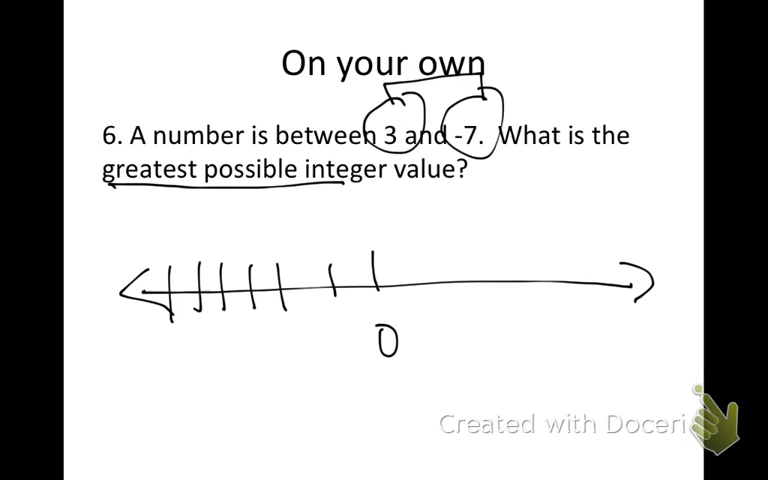 On your own
6. A number is between 3 and -7. What is the
greatest possible integer value?
0
Created with Doceri